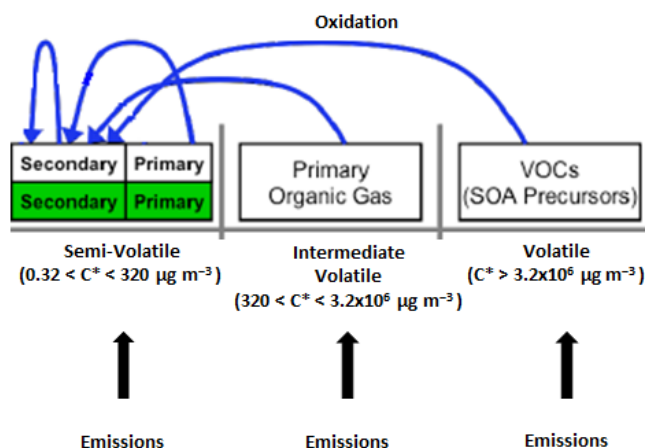 Oxidation
Secondary Primary
Secondary Primary
Primary
Organic Gas
VOCs
(SOA Precursors)
Semi-Volatile
(0.32 < C* < 320 µg m⁻³)
Intermediate
Volatile
(320 < C* < 3.2x10⁶ µg m⁻³)
Volatile
(C* > 3.2x10⁶ µg m⁻³)
Emissions
Emissions
Emissions